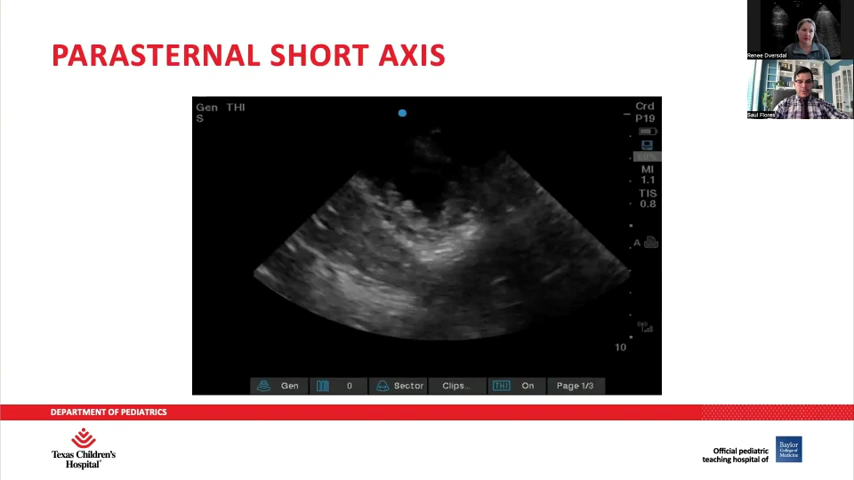 PARASTERNAL SHORT AXIS
Renee Dversdal
Saul Flores
Gen THI
S
Crd
P19
MI
1.1
TIS
0.8
A
10
Gen
0
Sector
Clips...
THI
On
Page 1/3
DEPARTMENT OF PEDIATRICS
Texas Children's
Hospital®
Official pediatric
teaching hospital of
Baylor
College of
Medicine